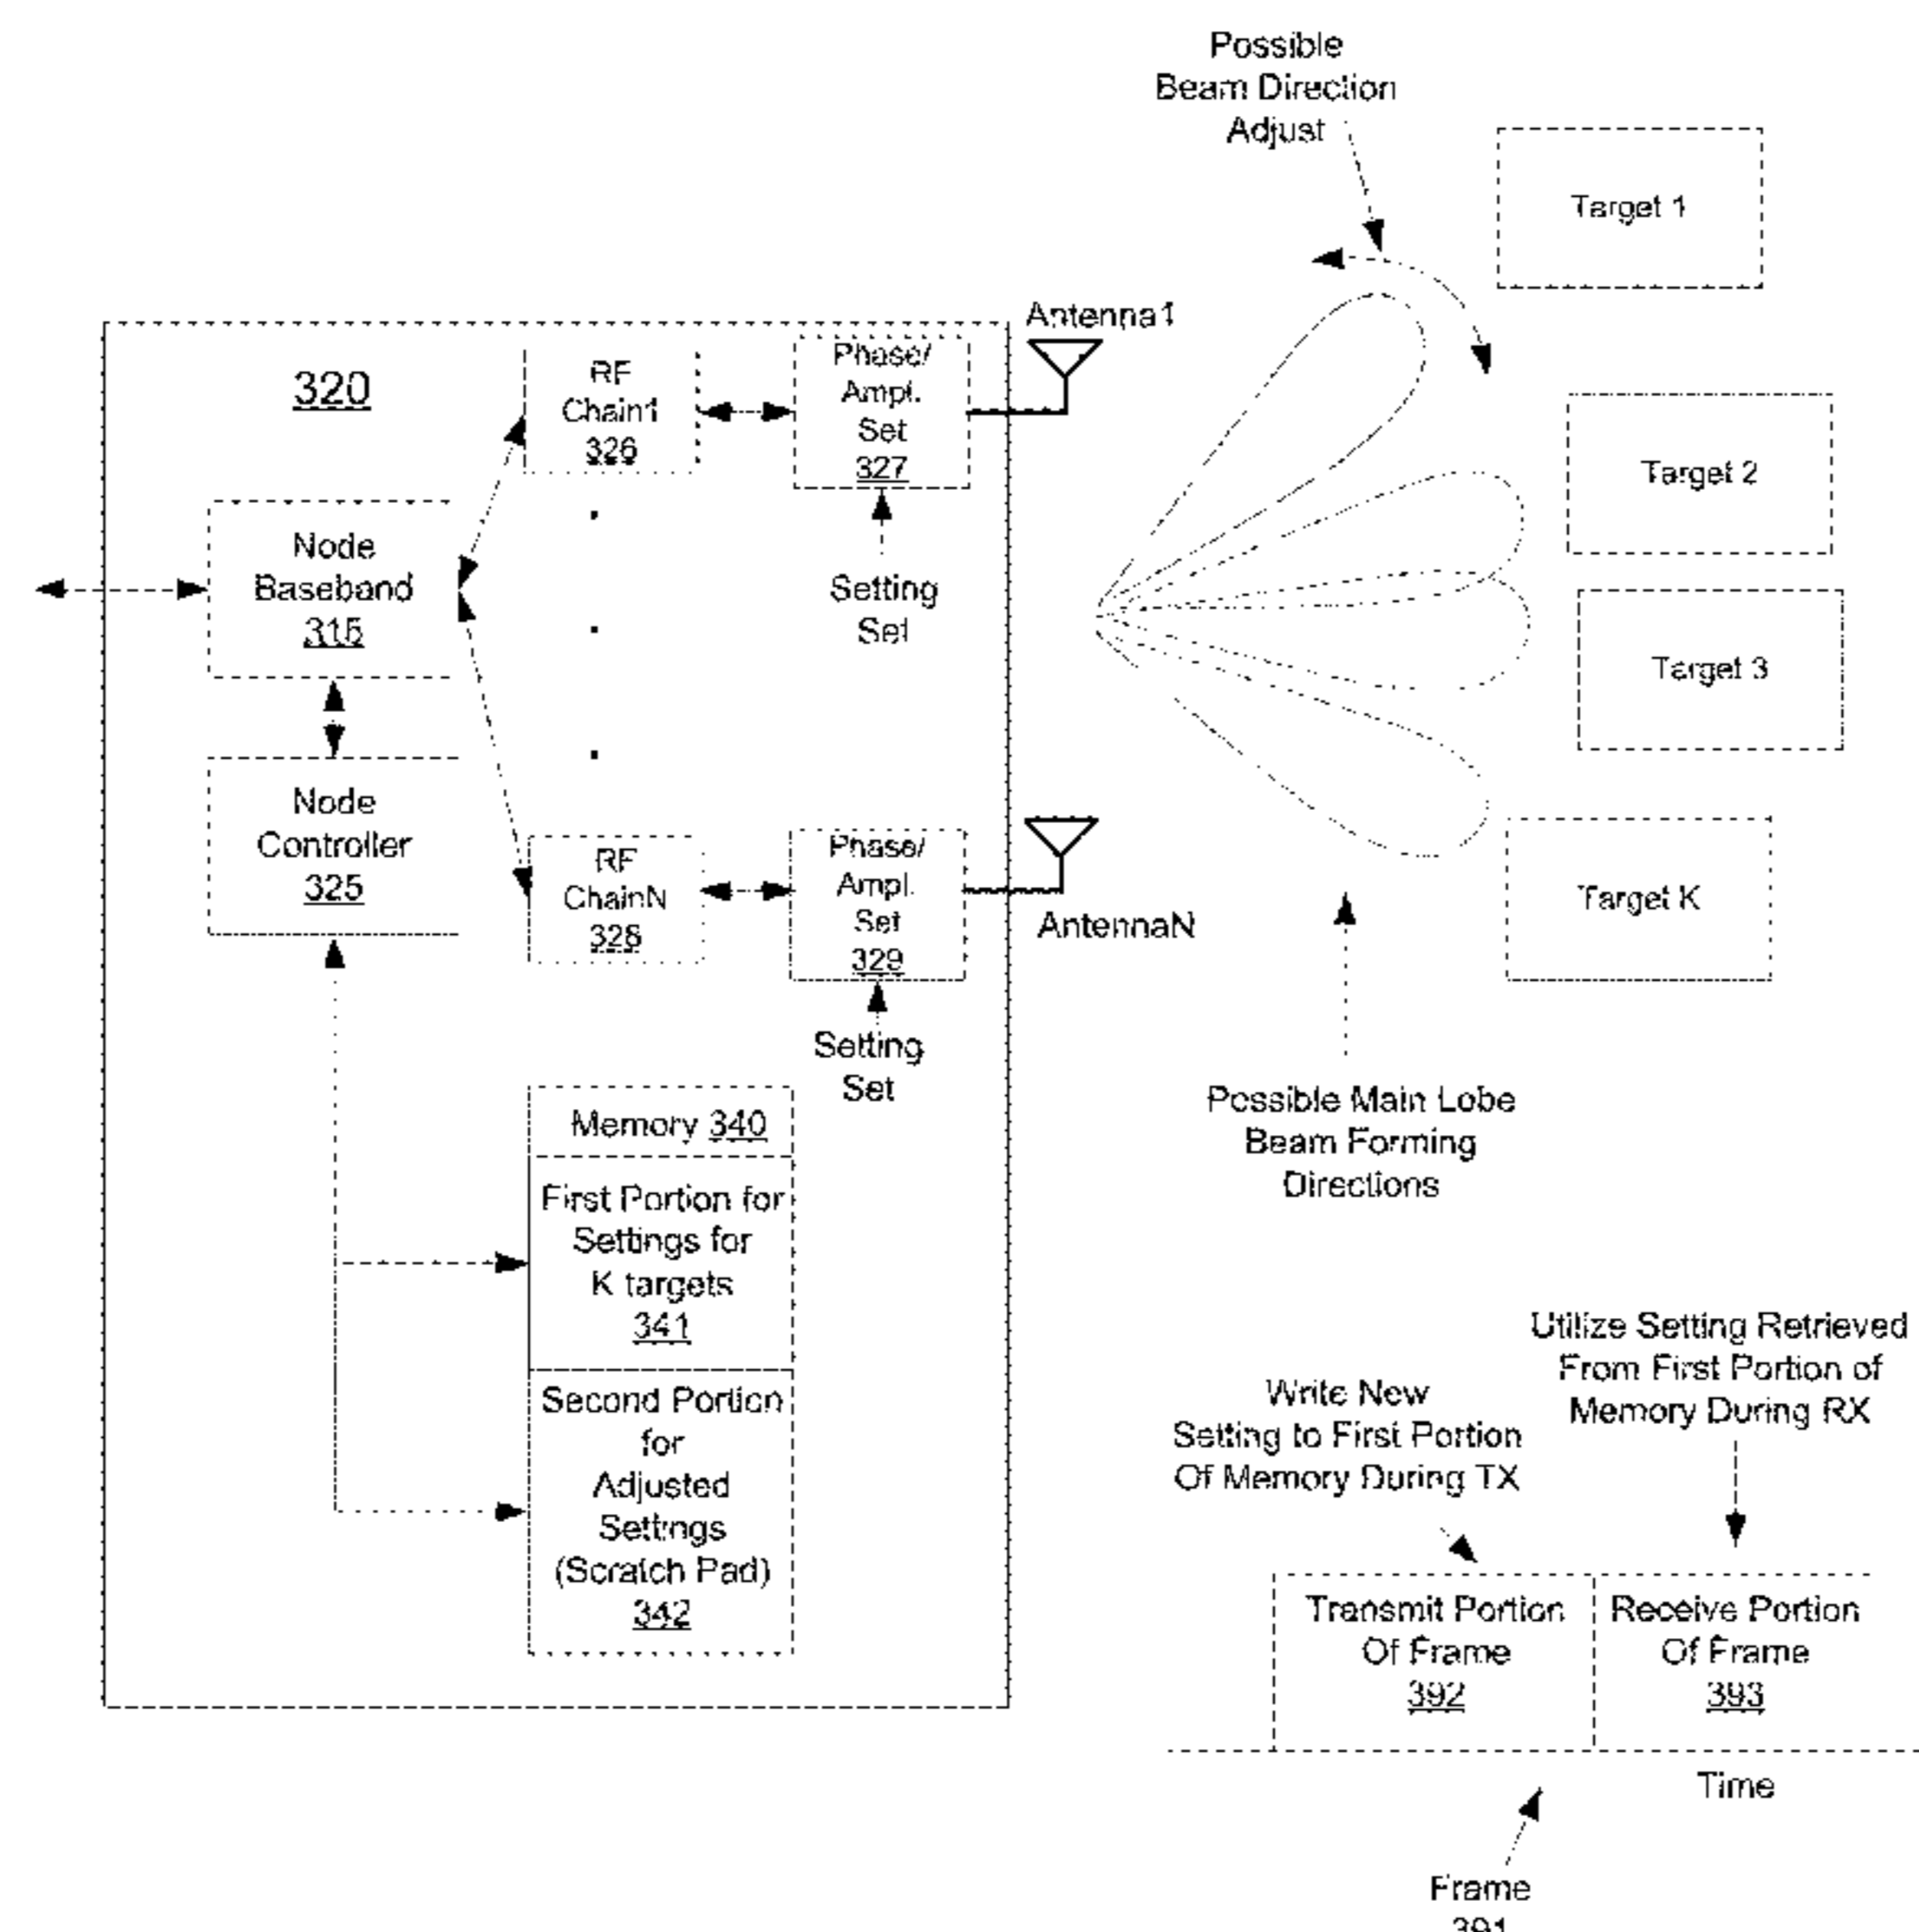 Possible
Beam Direction
Adjust
Target 1
Antenna1
320
RF
Chain1
326
Phase/
Ampl.
Set
327
Target 2
Node
Baseband
315
Setting
Set
Target 3
Node
Controller
325
RF
ChainN
328
Phase/
Ampl.
Set
329
AntennaN
Target K
Setting
Set
Memory 340
First Portion for
Settings for
K targets
341
Second Portion
for
Adjusted
Settings
(Scratch Pad)
342
Possible Main Lobe
Beam Forming
Directions
Utilize Setting Retrieved
From First Portion of
Memory During RX
Write New
Setting to First Portion
Of Memory During TX
Transmit Portion
Of Frame
392
Receive Portion
Of Frame
393
Time
Frame
391